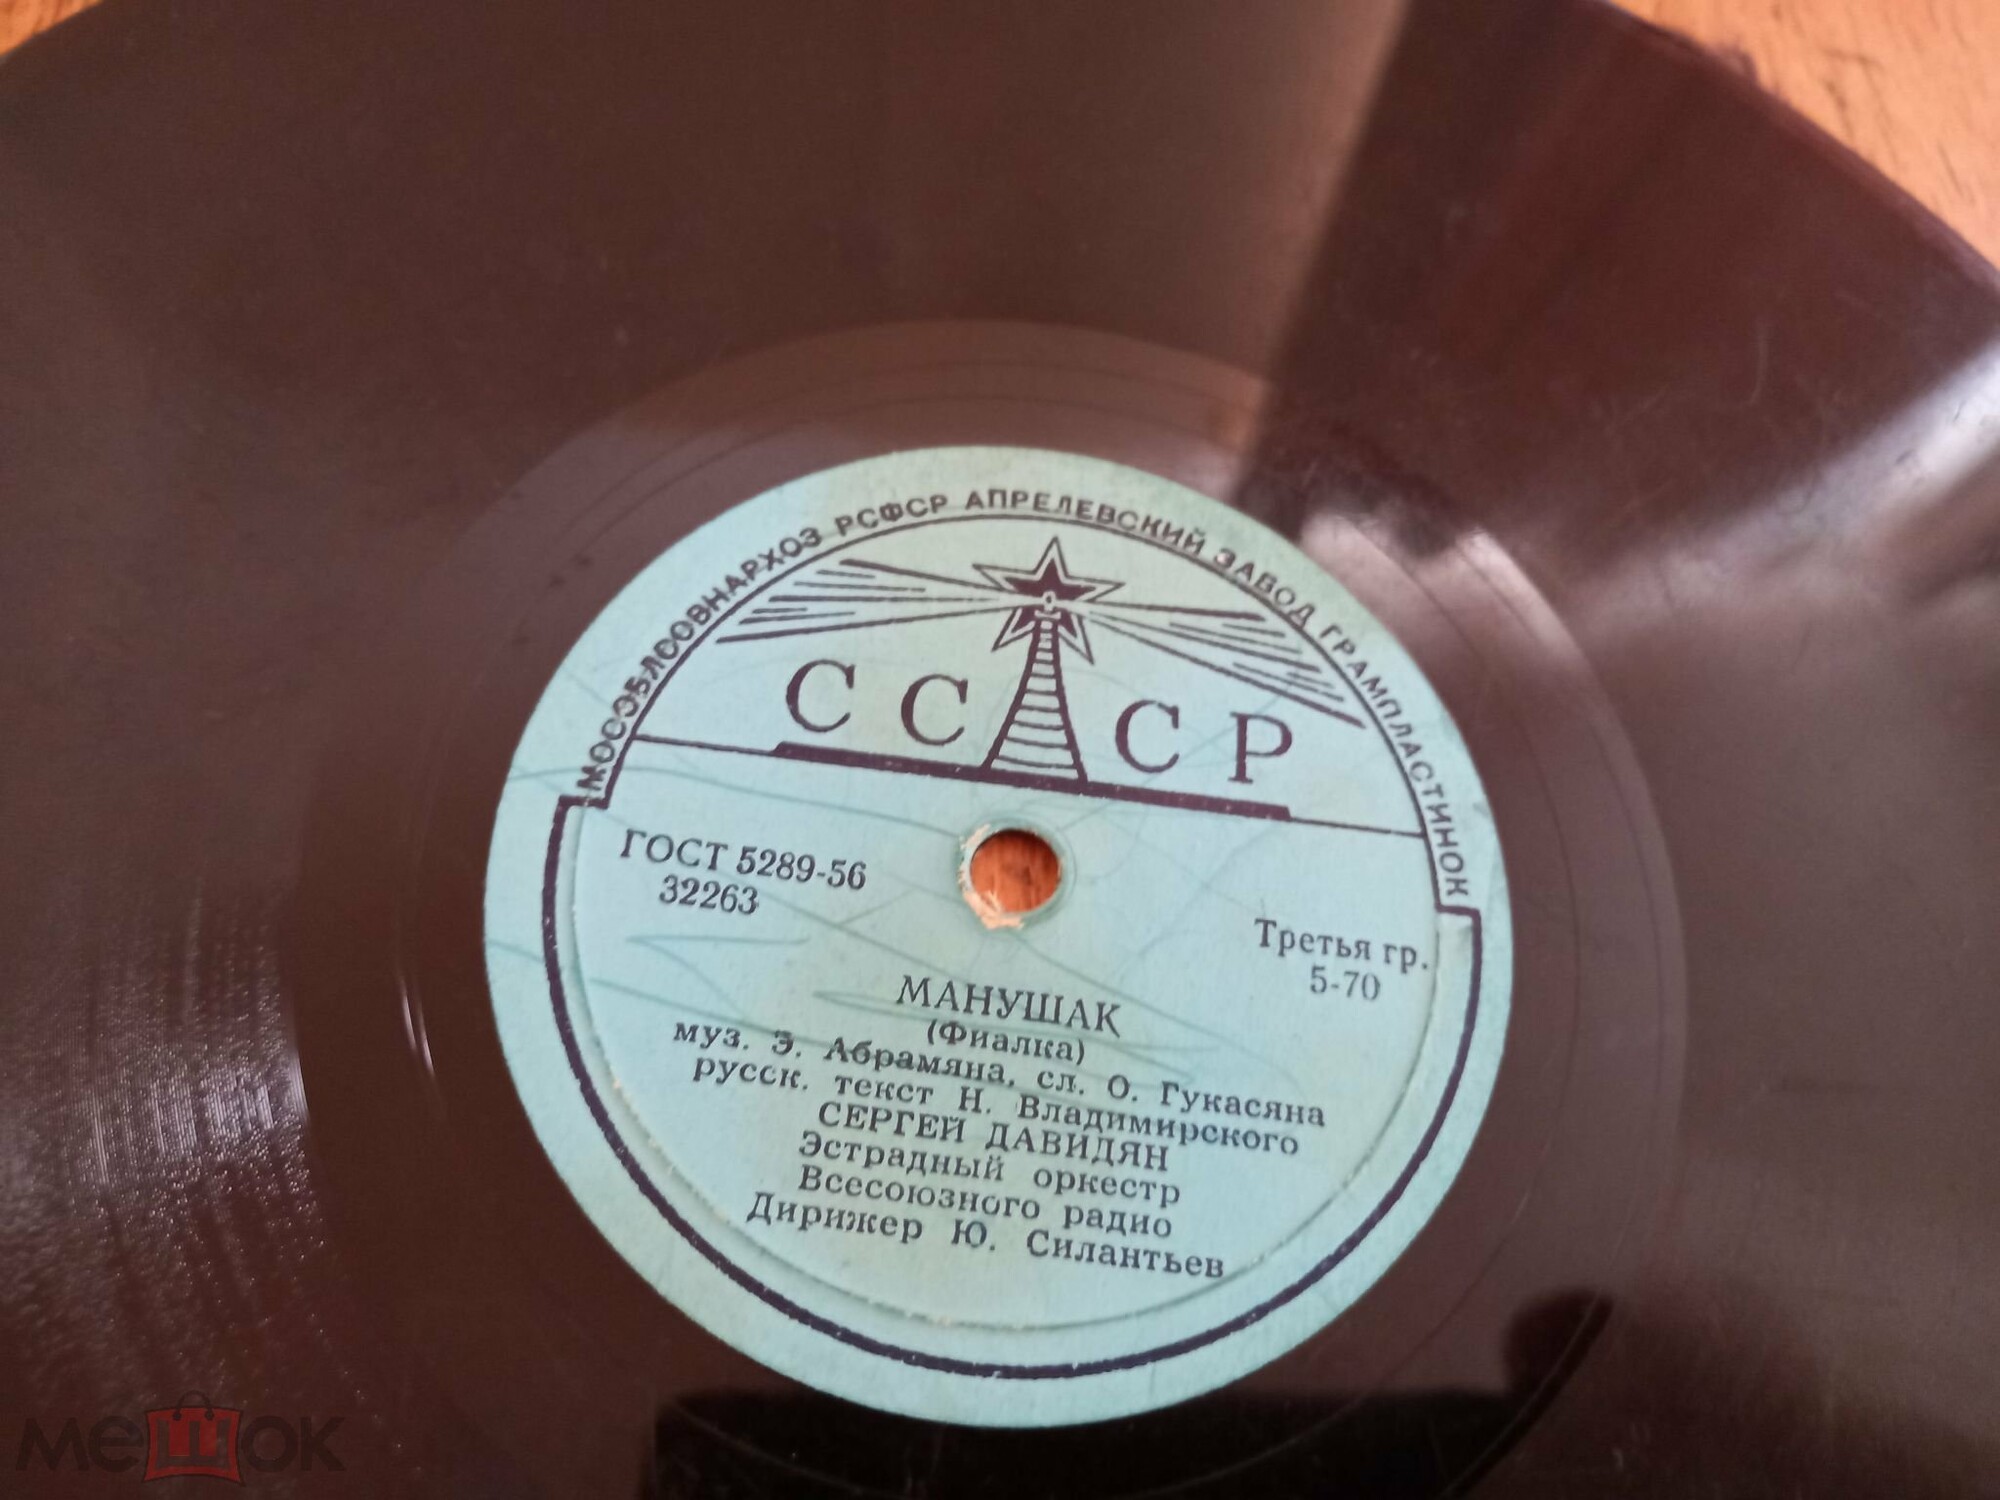 МОСОБЛСОВНАРХОЗ РСФСР АПРЕЛЕВСКИЙ ЗАВОД ГРАМПЛАСТИНОК
СССР
ГОСТ 5289-56
32263
Третья гр.
5-70
МАНУШАК
(Фиалка)
муз. Э. Абрамяна, сл. О. Гукасяна
русск. текст Н. Владимирского
СЕРГЕЙ ДАВИДЯН
Эстрадный оркестр
Всесоюзного радио
Дирижер Ю. Силантьев
мешок